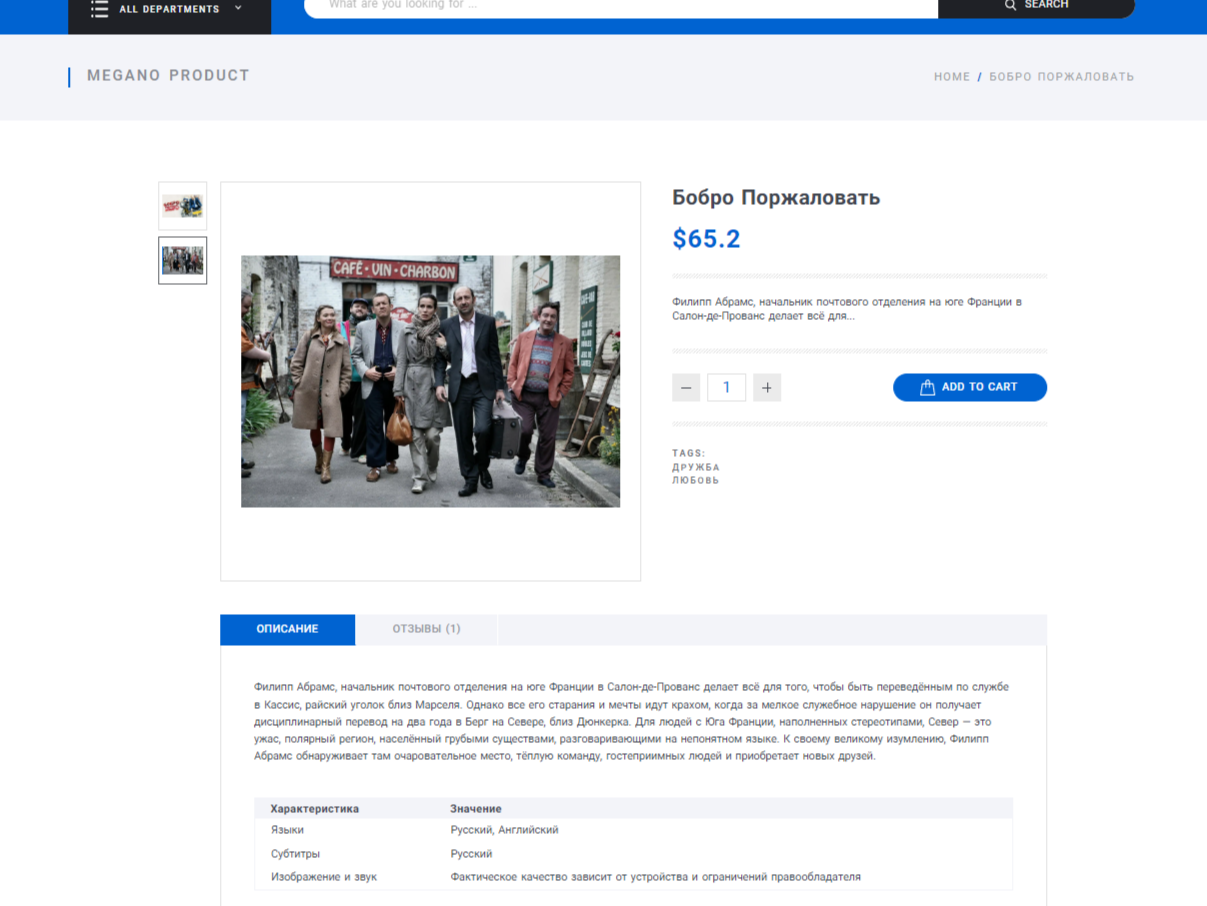 ALL DEPARTMENTS
What are you looking for ...
SEARCH
MEGANO PRODUCT
HOME / БОБРО ПОРЖАЛОВАТЬ
Бобро Поржаловать
$65.2
Филипп Абрамс, начальник почтового отделения на юге Франции в
Салон-де-Прованс делает всё для...
1
ADD TO CART
TAGS:
ДРУЖБА
ЛЮБОВЬ
CAFÉ • VIN • CHARBON
ОПИСАНИЕ
ОТЗЫВЫ (1)
Филипп Абрамс, начальник почтового отделения на юге Франции в Салон-де-Прованс делает всё для того, чтобы быть переведённым по службе
в Кассис, райский уголок близ Марселя. Однако все его старания и мечты идут крахом, когда за мелкое служебное нарушение он получает
дисциплинарный перевод на два года в Берг на Севере, близ Дюнкерка. Для людей с Юга Франции, наполненных стереотипами, Север — это
ужас, полярный регион, населённый грубыми существами, разговаривающими на непонятном языке. К своему великому изумлению, Филипп
Абрамс обнаруживает там очаровательное место, тёплую команду, гостеприимных людей и приобретает новых друзей.
Характеристика Значение
Языки Русский, Английский
Субтитры Русский
Изображение и звук Фактическое качество зависит от устройства и ограничений правообладателя